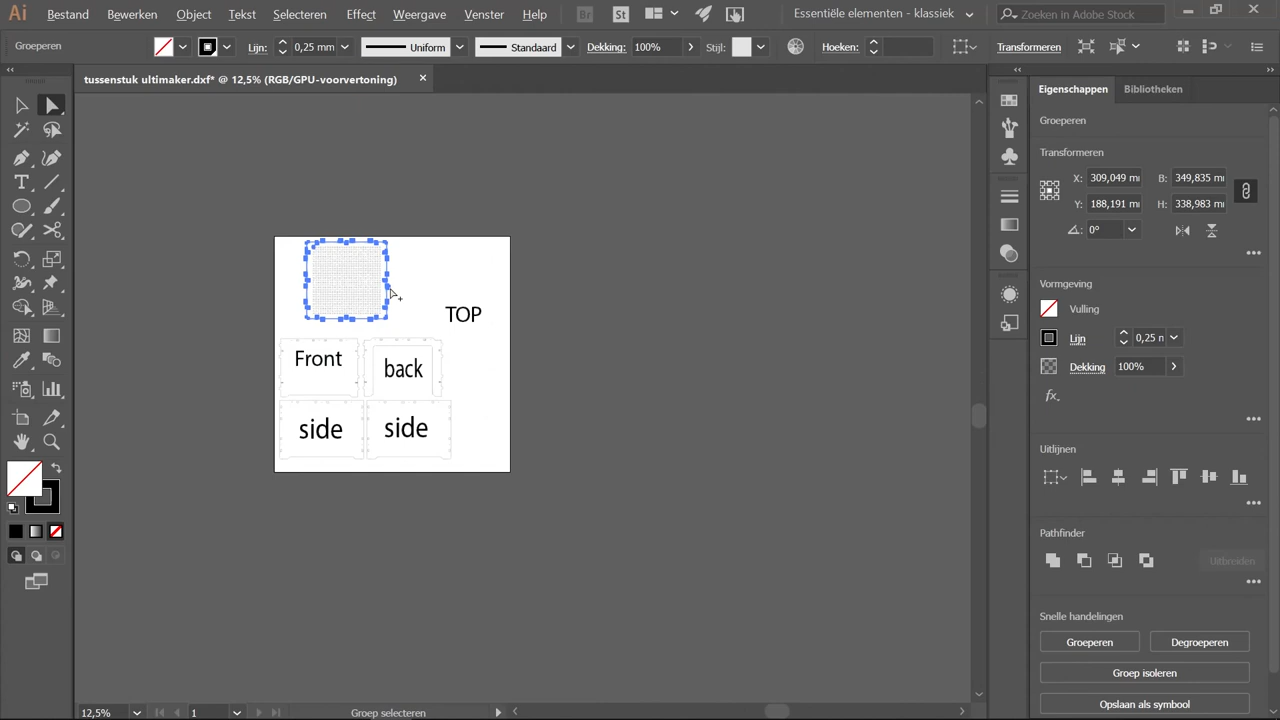 Ai Bestand Bewerken Object Tekst Selecteren Effect Weergave Venster Help Br St Essentiële elementen - klassiek Zoeken in Adobe Stock
Groeperen Lijn: 0,25 mm Uniform Standaard Dekking: 100% Stijl: Hoeken: Transformeren
tussenstuk ultimaker.dxf* @ 12,5% (RGB/GPU-voorvertoning)
TOP
Front
back
side
side
Eigenschappen Bibliotheken
Groeperen
Transformeren
X: 309,049 m B: 349,835 m
Y: 188,191 m H: 338,983 m
0°
Vormgeving
Vulling
Lijn 0,25 n
Dekking 100%
fx
Uitlijnen
Pathfinder
Uitbreiden
Snelle handelingen
Groeperen Degroeperen
Groep isoleren
Opslaan als symbool
12,5% 1 Groep selecteren